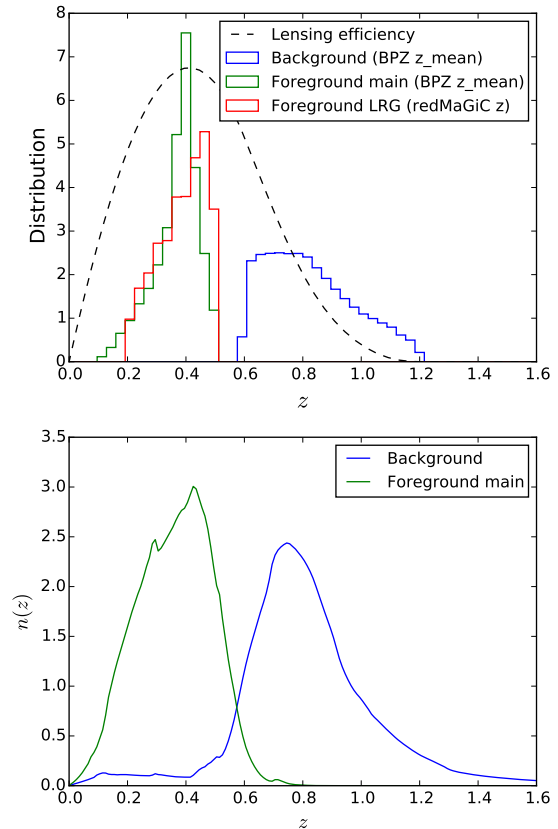 8
7
6
5
4
3
2
1
0
Distribution
Lensing efficiency
Background (BPZ z_mean)
Foreground main (BPZ z_mean)
Foreground LRG (redMaGiC z)
0.0 0.2 0.4 0.6 0.8 1.0 1.2 1.4 1.6
z
3.5
3.0
2.5
2.0
1.5
1.0
0.5
0.0
n(z)
Background
Foreground main
0.0 0.2 0.4 0.6 0.8 1.0 1.2 1.4 1.6
z